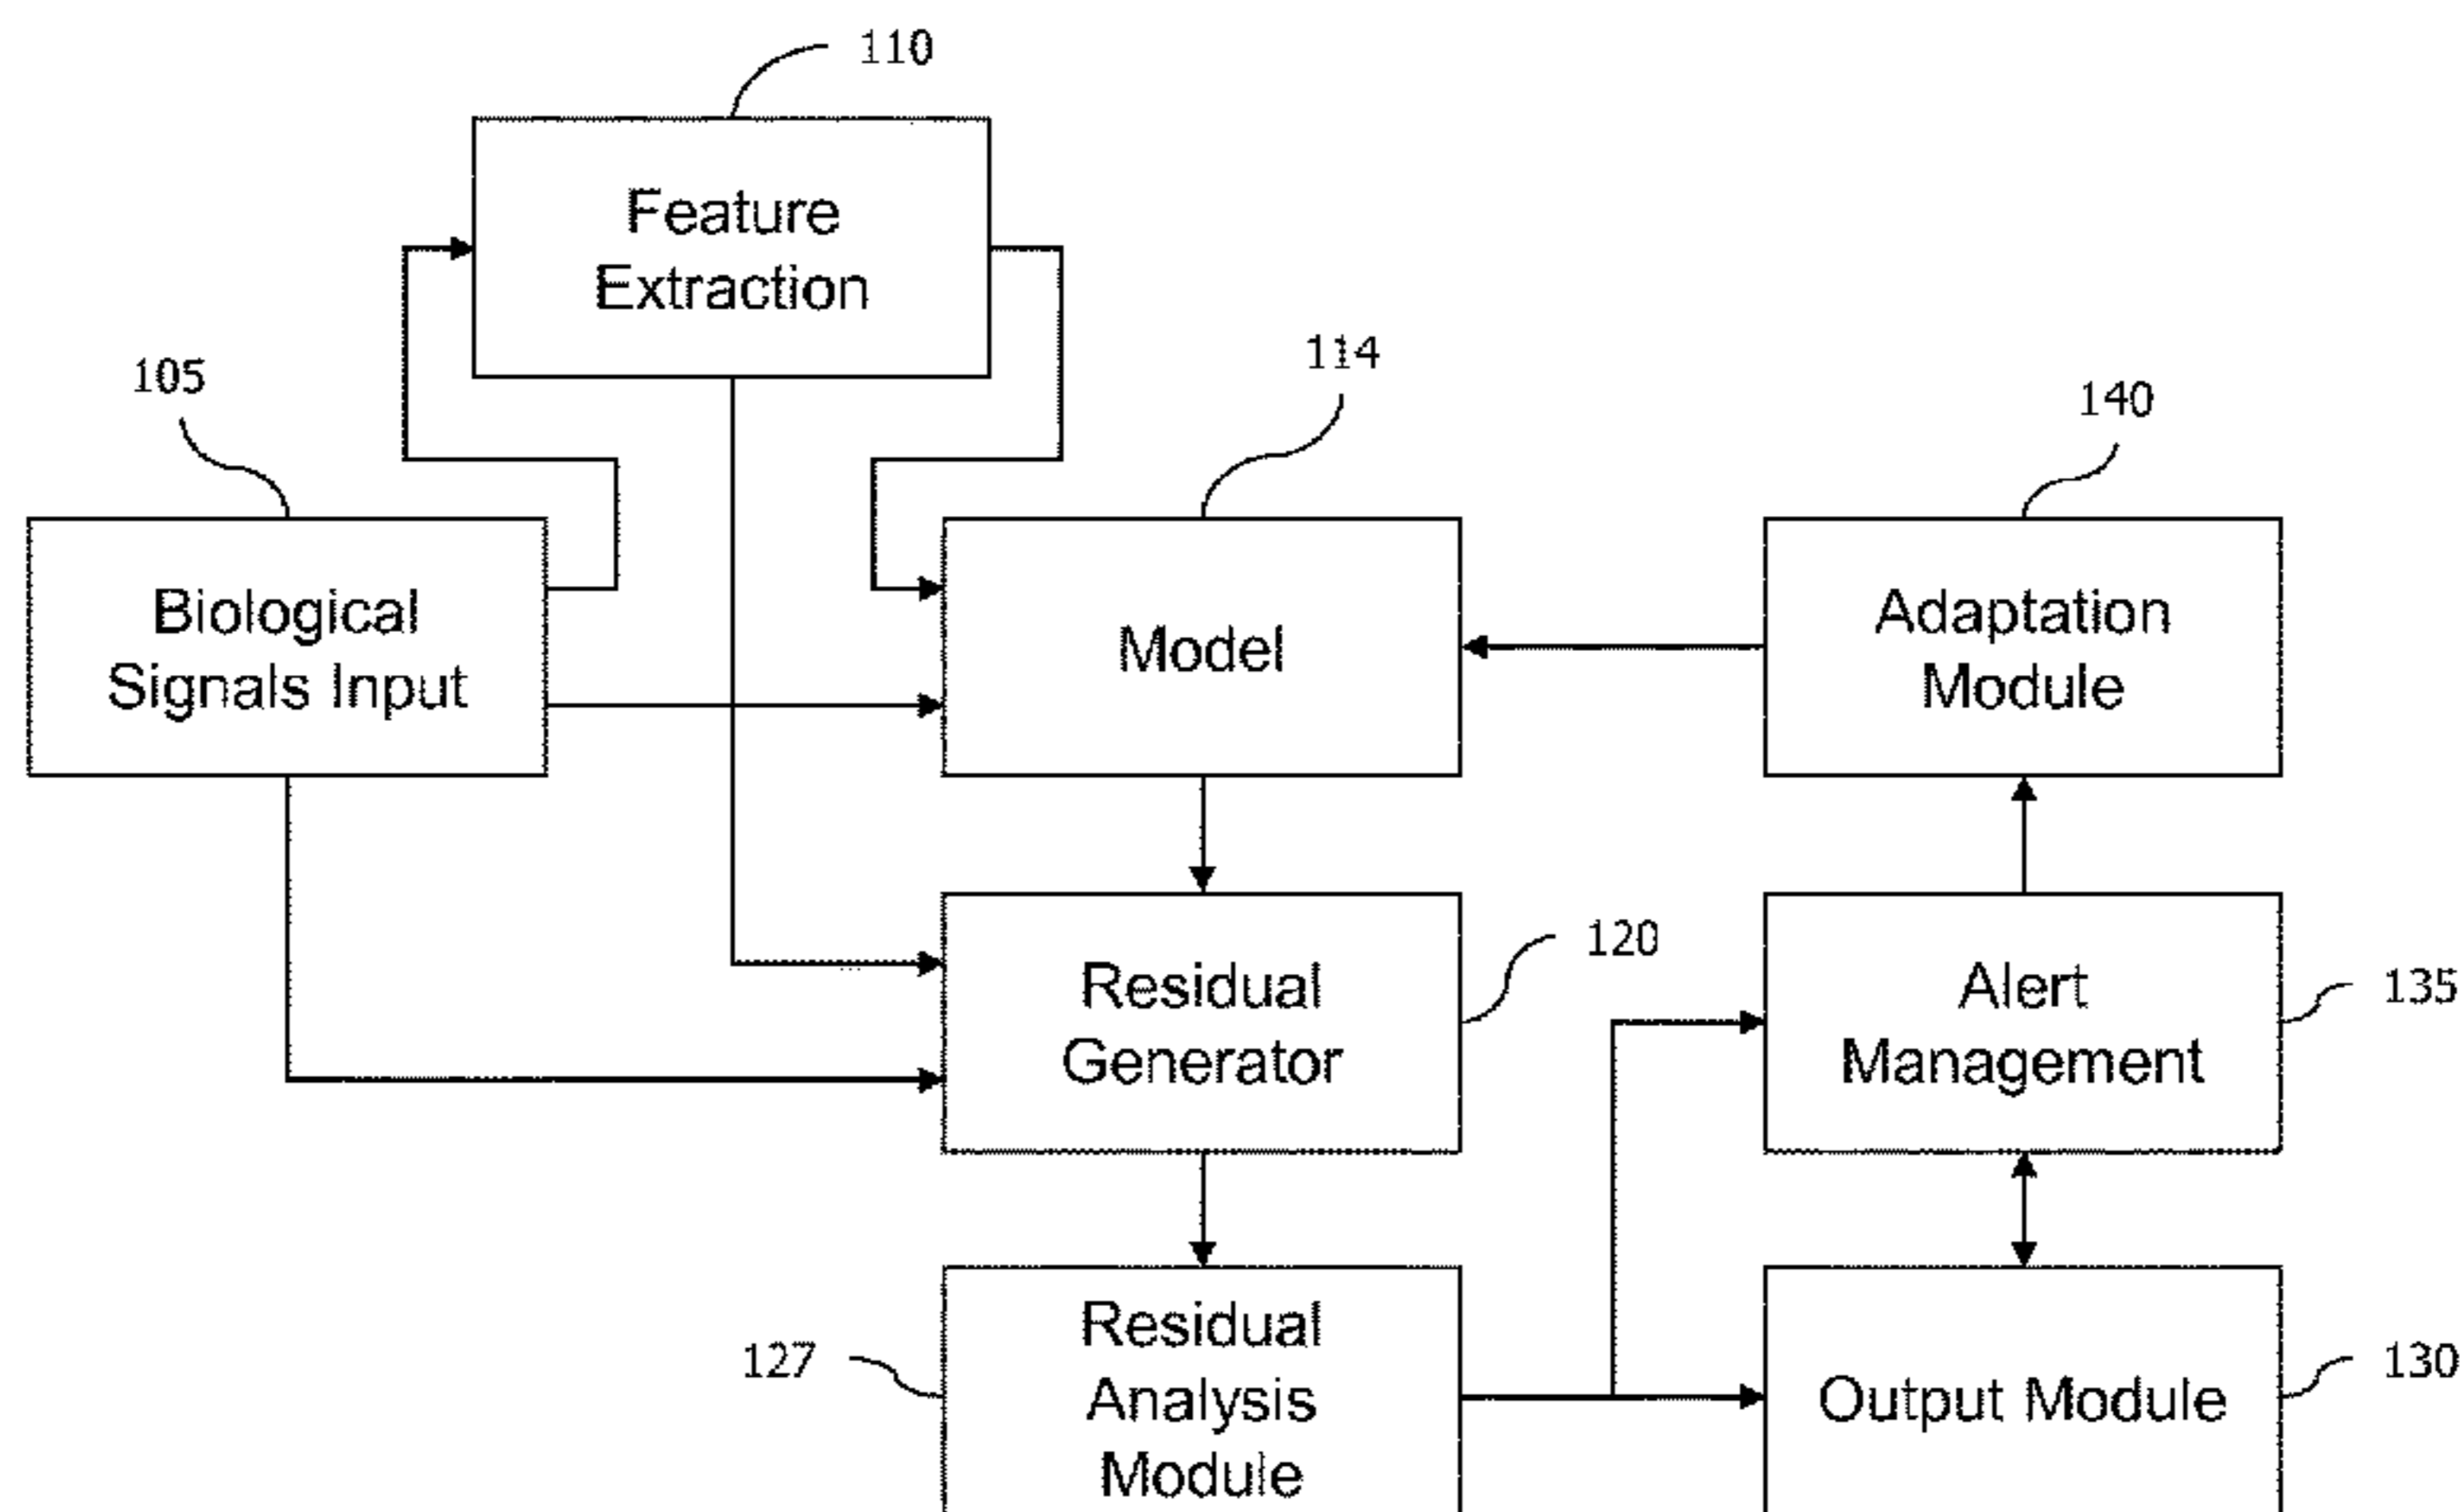 110
Feature
Extraction
105
114
140
Biological
Signals Input
Model
Adaptation
Module
120
Residual
Generator
Alert
Management
135
127
Residual
Analysis
Module
Output Module
130